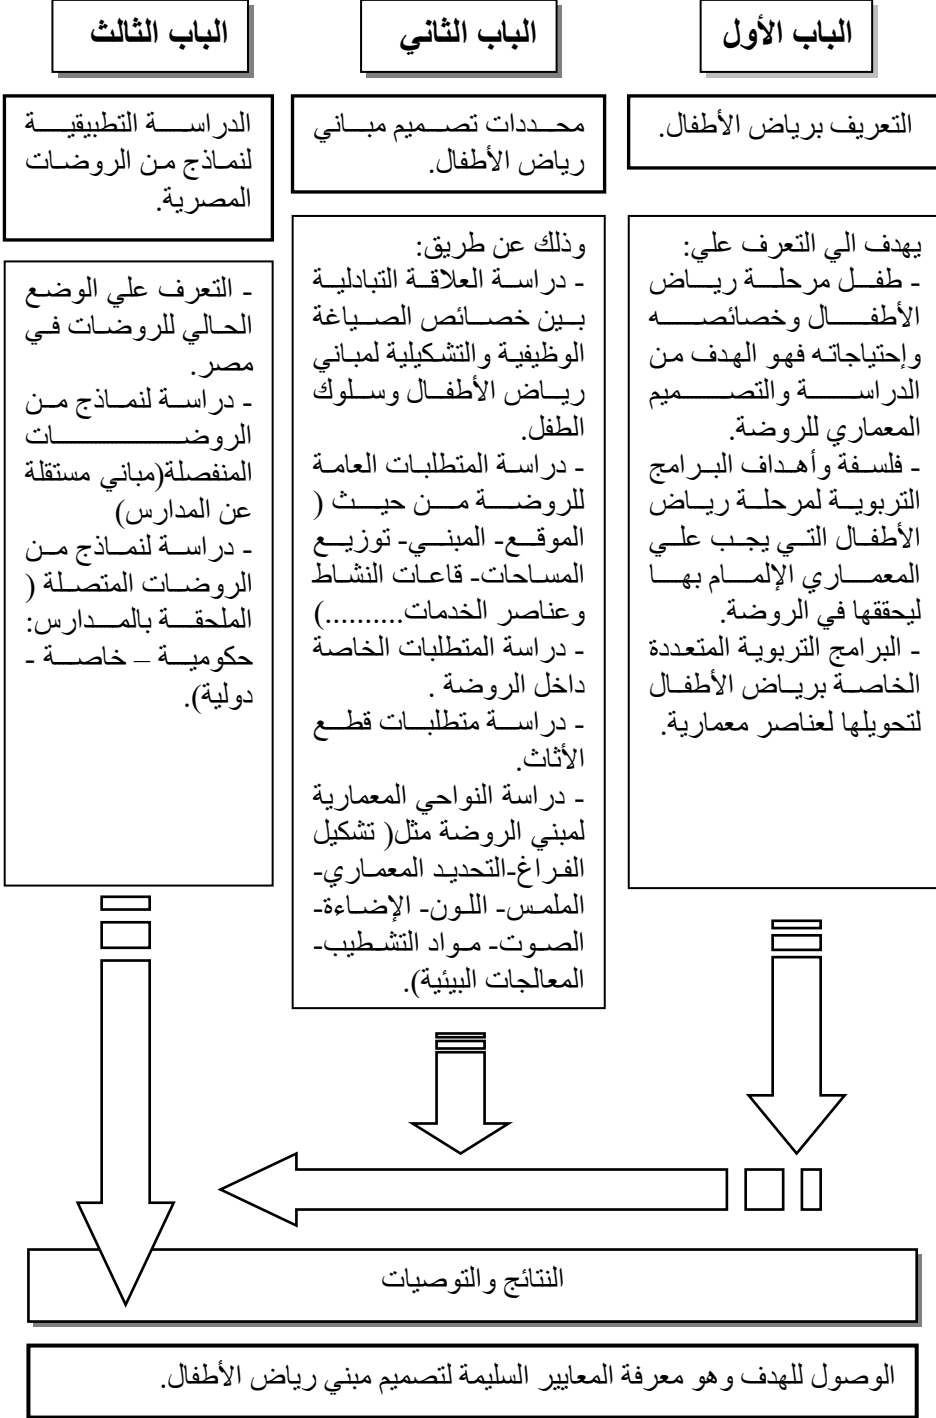 الباب الأول
الباب الثاني
الباب الثالث
التعريف برياض الأطفال.
محددات تصميم مباني
رياض الأطفال.
الدراسة التطبيقية
لنماذج من الروضات
المصرية.
يهدف الي التعرف علي:
- طفل مرحلة رياض
الأطفال وخصائصه
وإحتياجاته فهو الهدف من
الدراسة والتصميم
المعماري للروضة.
- فلسفة وأهداف البرامج
التربوية لمرحلة رياض
الأطفال التي يجب علي
المعماري الإلمام بها
ليحققها في الروضة.
- البرامج التربوية المتعددة
الخاصة برياض الأطفال
لتحويلها لعناصر معمارية.
وذلك عن طريق:
- دراسة العلاقة التبادلية
بين خصائص الصياغة
الوظيفية والتشكيلية لمباني
رياض الأطفال وسلوك
الطفل.
- دراسة المتطلبات العامة
للروضة من حيث (
الموقع- المبني- توزيع
المساحات- قاعات النشاط
وعناصر الخدمات..........)
- دراسة المتطلبات الخاصة
داخل الروضة .
- دراسة متطلبات قطع
الأثاث.
- دراسة النواحي المعمارية
لمبني الروضة مثل( تشكيل
الفراغ-التحديد المعماري-
الملمس- اللون- الإضاءة-
الصوت- مواد التشطيب-
المعالجات البيئية).
- التعرف علي الوضع
الحالي للروضات في
مصر.
- دراسة لنماذج من
الروضات
المنفصلة(مباني مستقلة
عن المدارس)
- دراسة لنماذج من
الروضات المتصلة (
الملحقة بالمدارس:
حكومية – خاصة -
دولية).
النتائج والتوصيات
الوصول للهدف وهو معرفة المعايير السليمة لتصميم مبني رياض الأطفال.